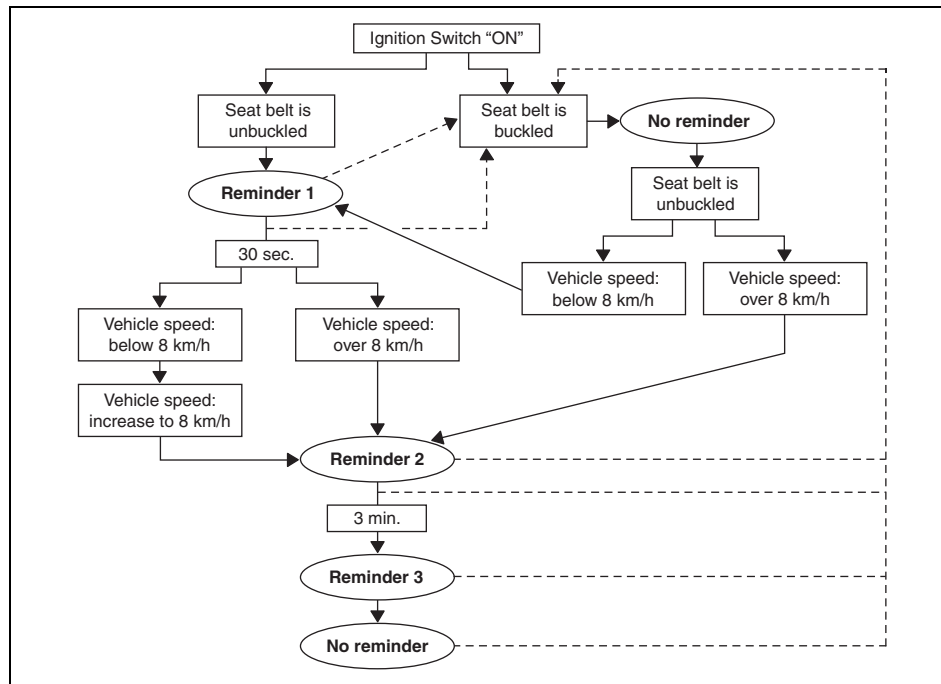 Ignition Switch “ON”
Seat belt is
unbuckled
Seat belt is
buckled
No reminder
Reminder 1
Seat belt is
unbuckled
30 sec.
Vehicle speed:
below 8 km/h
Vehicle speed:
over 8 km/h
Vehicle speed:
below 8 km/h
Vehicle speed:
over 8 km/h
Vehicle speed:
increase to 8 km/h
Reminder 2
3 min.
Reminder 3
No reminder